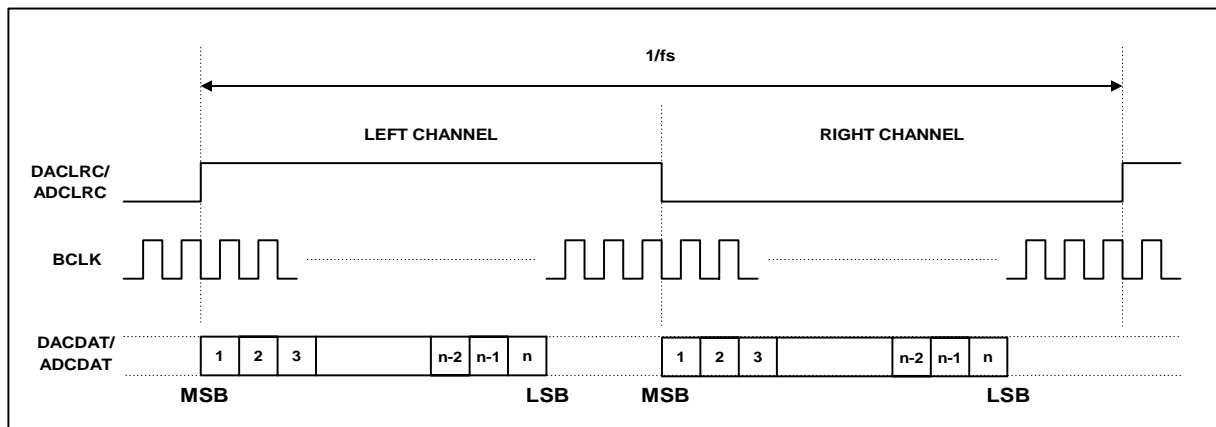 1/fs
LEFT CHANNEL
RIGHT CHANNEL
DACLRC/
ADCLRC
BCLK
DACDAT/
ADCDAT
1 2 3 n-2 n-1 n 1 2 3 n-2 n-1 n
MSB LSB MSB LSB